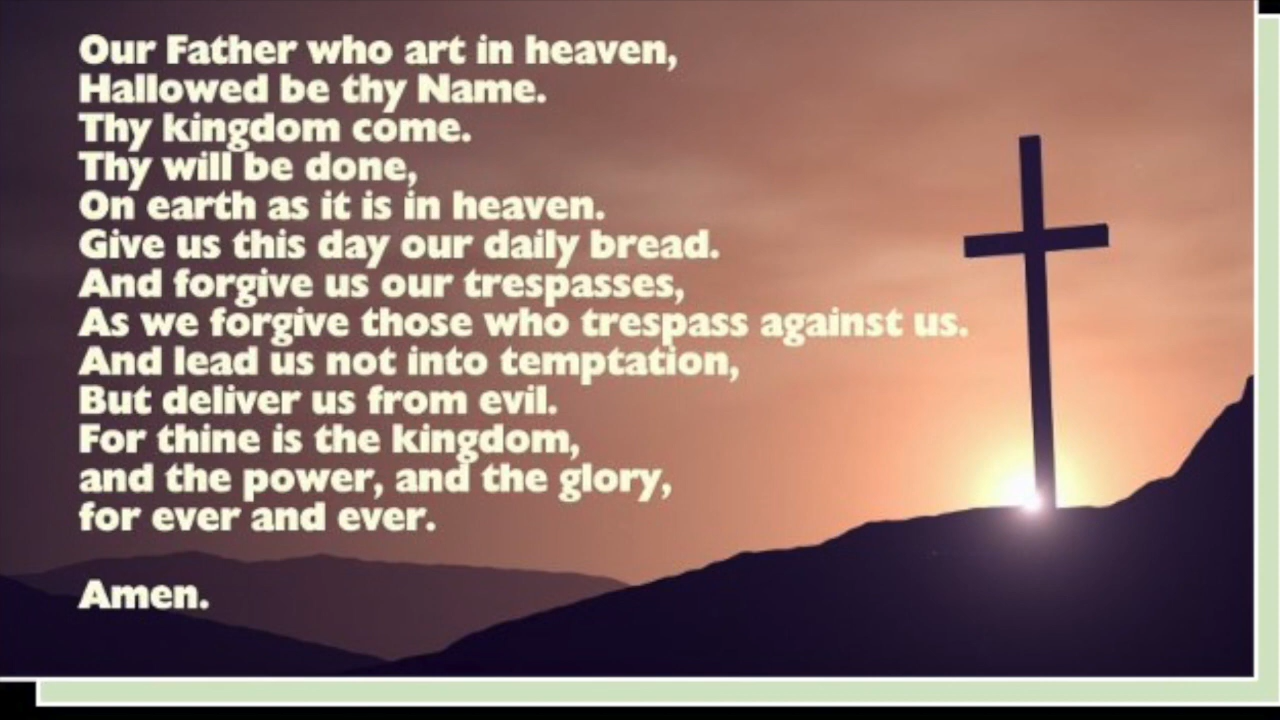 Our Father who art in heaven,
Hallowed be thy Name.
Thy kingdom come.
Thy will be done,
On earth as it is in heaven.
Give us this day our daily bread.
And forgive us our trespasses,
As we forgive those who trespass against us.
And lead us not into temptation,
But deliver us from evil.
For thine is the kingdom,
and the power, and the glory,
for ever and ever.
Amen.